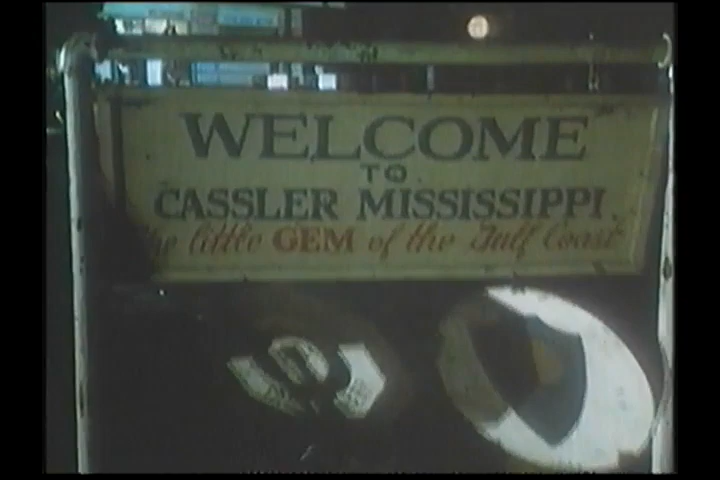 WELCOME
TO
CASSLER MISSISSIPPI
The little GEM of the Gulf Coast